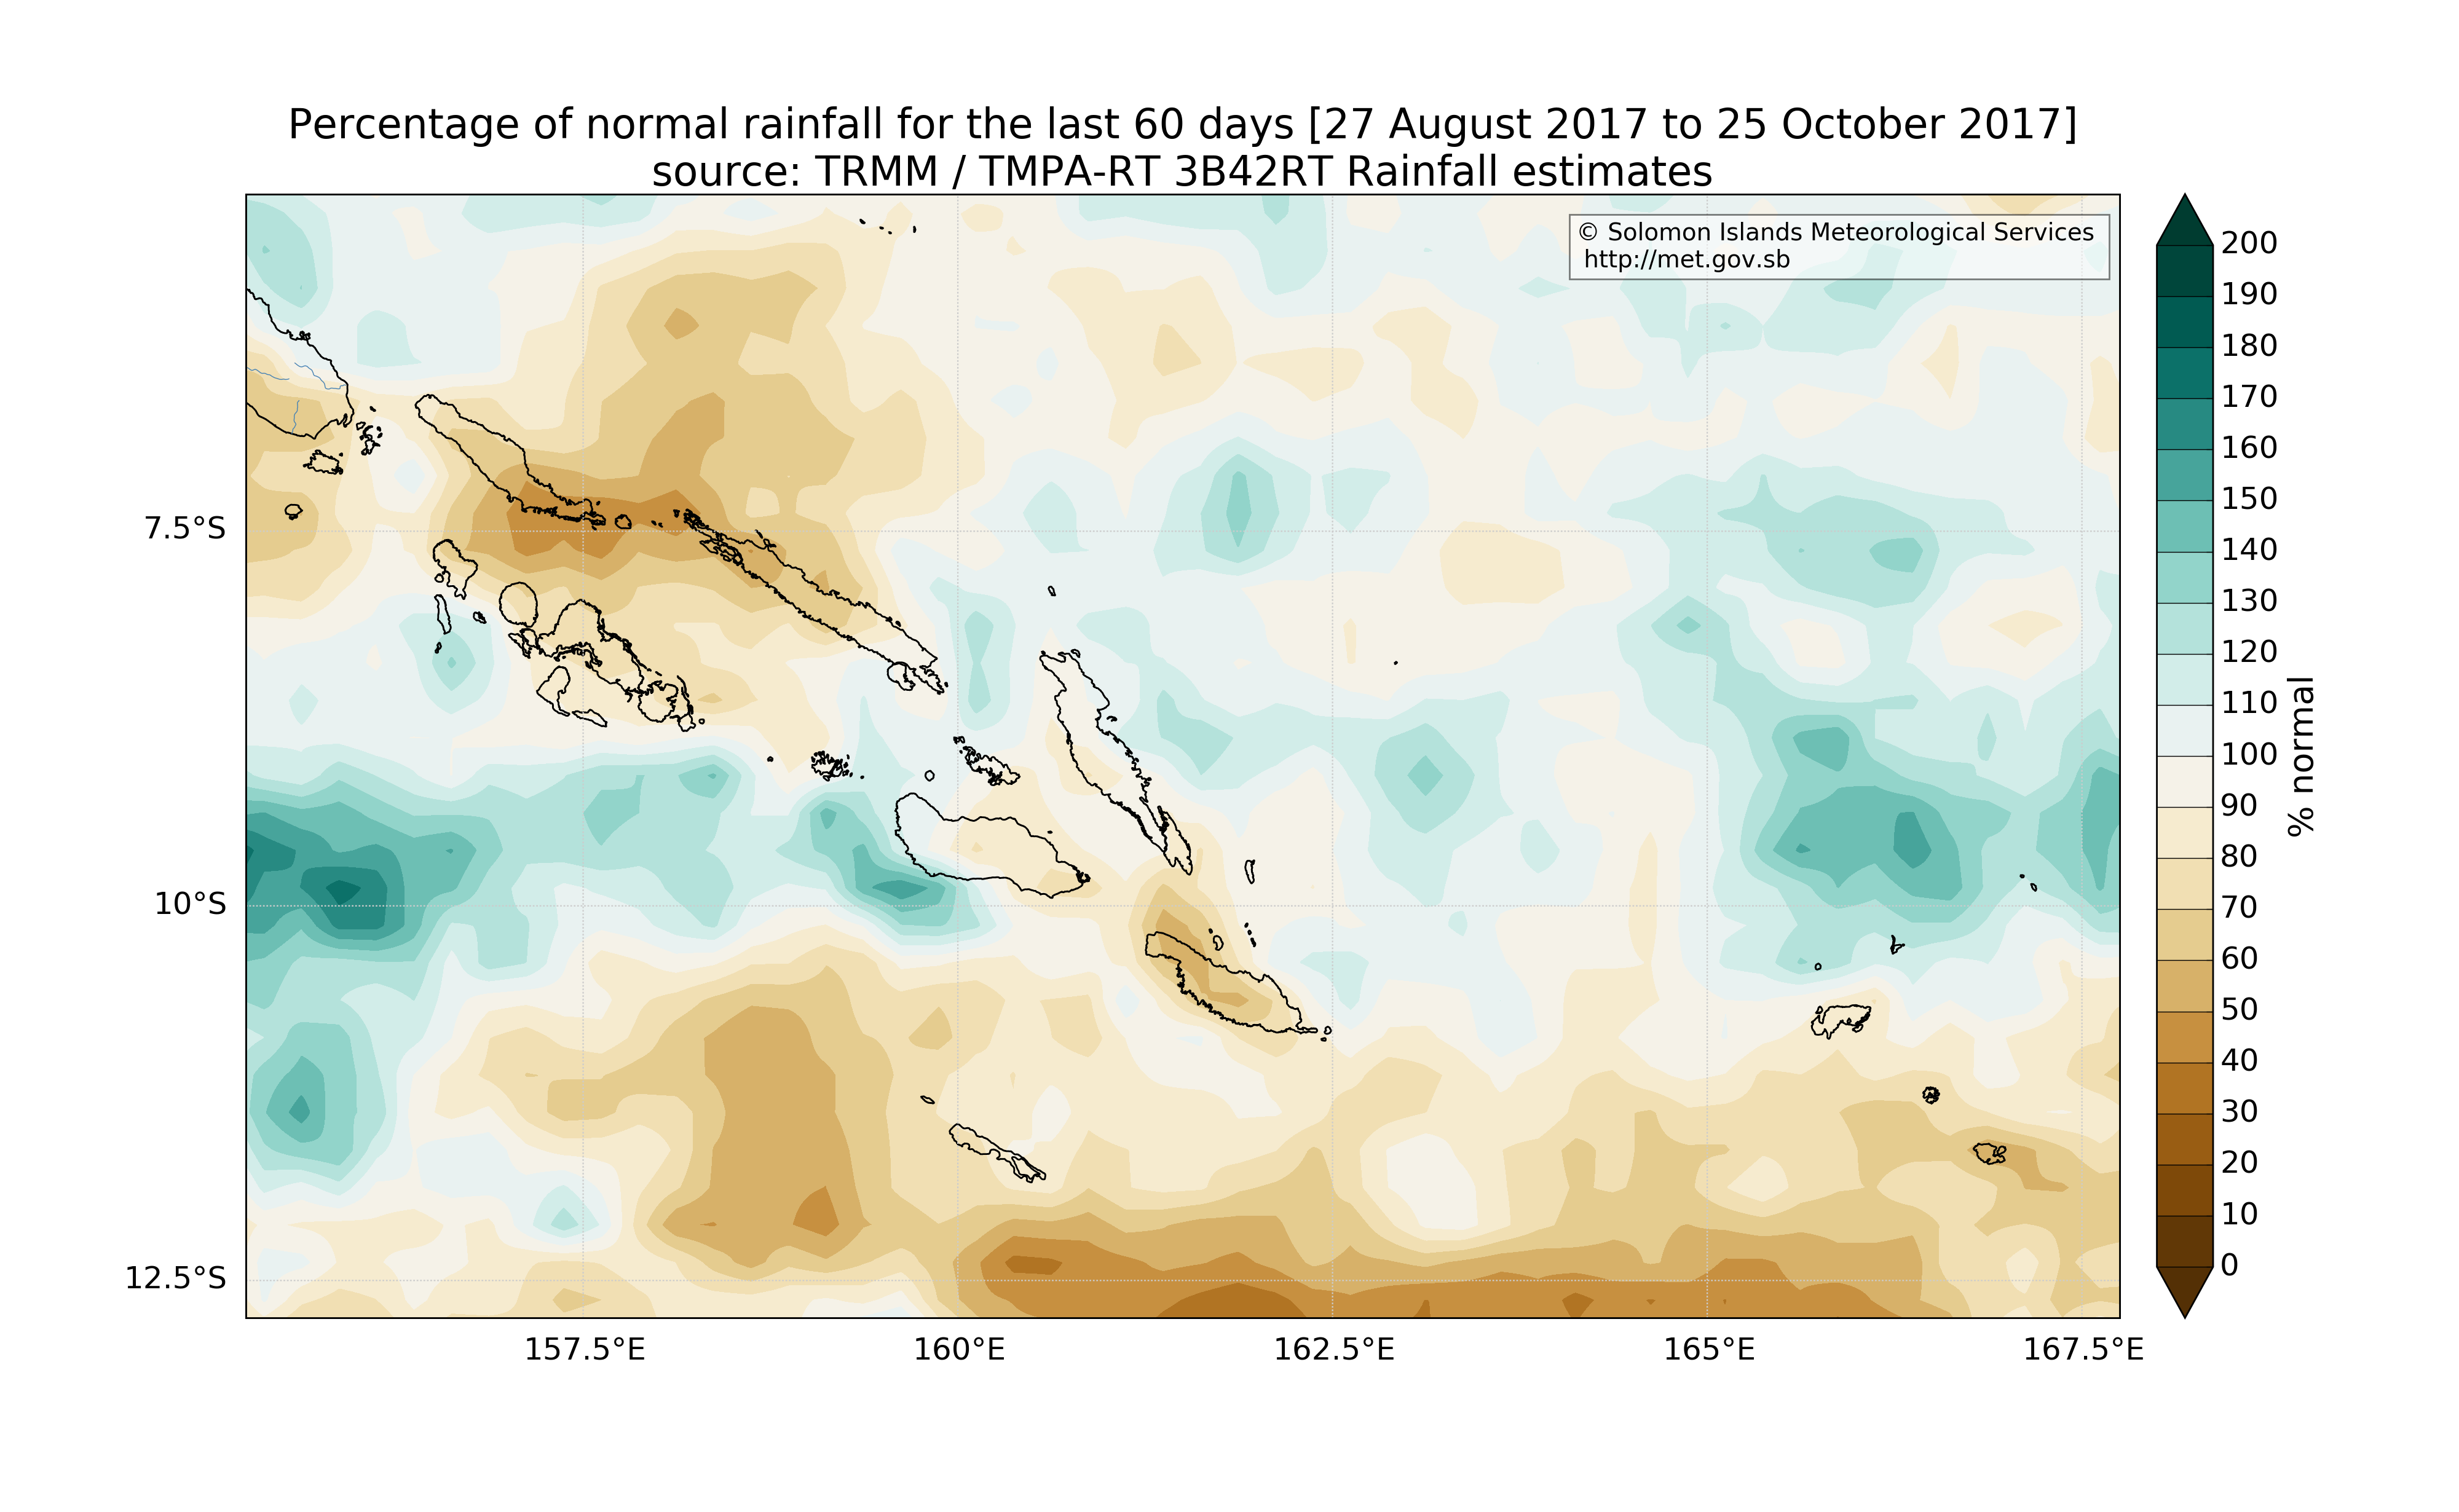 Percentage of normal rainfall for the last 60 days [27 August 2017 to 25 October 2017]
source: TRMM / TMPA-RT 3B42RT Rainfall estimates
© Solomon Islands Meteorological Services
http://met.gov.sb
7.5°S
10°S
12.5°S
157.5°E
160°E
162.5°E
165°E
167.5°E
200
190
180
170
160
150
140
130
120
110
100
90
80
70
60
50
40
30
20
10
0
% normal